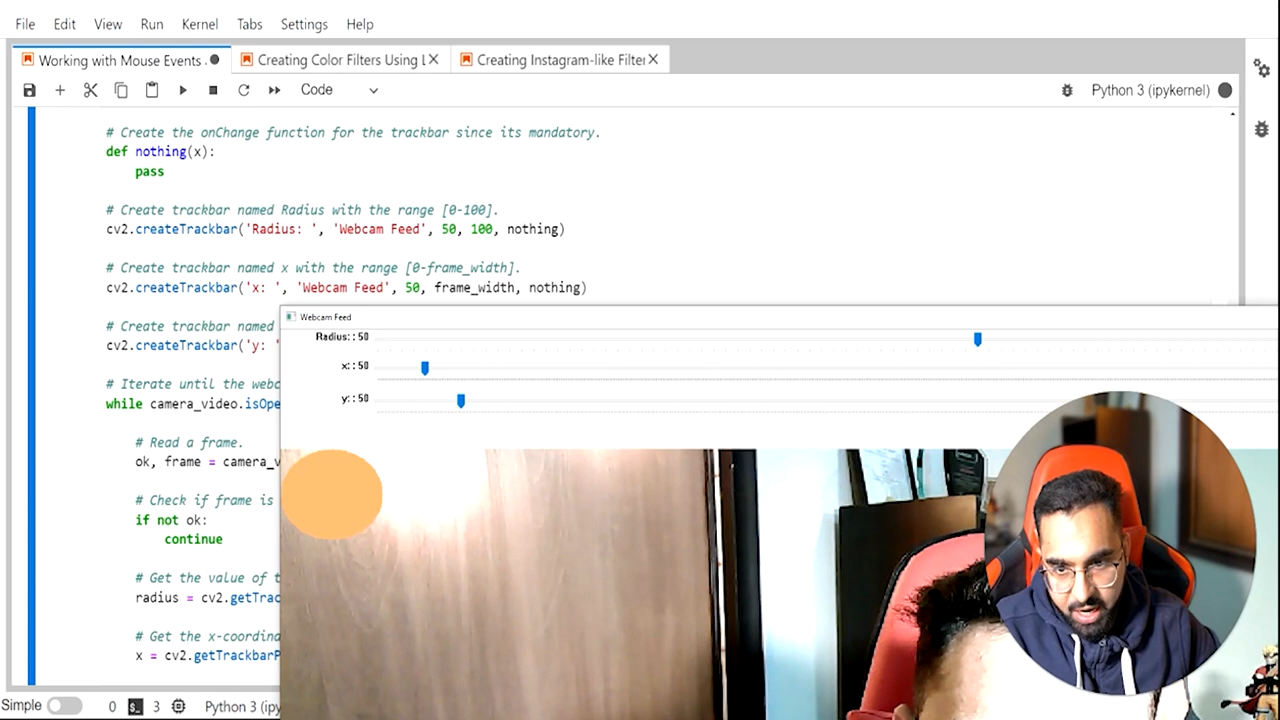 File Edit View Run Kernel Tabs Settings Help
Working with Mouse Events
Creating Color Filters Using L
Creating Instagram-like Filter
Code
Python 3 (ipykernel)
# Create the onChange function for the trackbar since its mandatory.
def nothing(x):
pass
# Create trackbar named Radius with the range [0-100].
cv2.createTrackbar('Radius: ', 'Webcam Feed', 50, 100, nothing)
# Create trackbar named x with the range [0-frame_width].
cv2.createTrackbar('x: ', 'Webcam Feed', 50, frame_width, nothing)
# Create trackbar named
cv2.createTrackbar('y: '
# Iterate until the webc
while camera_video.isOpe
# Read a frame.
ok, frame = camera_v
# Check if frame is
if not ok:
continue
# Get the value of t
radius = cv2.getTrac
# Get the x-coordina
x = cv2.getTrackbarP
Webcam Feed
Radius: : 50
x: : 50
y: : 50
Simple 0 $_ 3 Python 3 (ipy